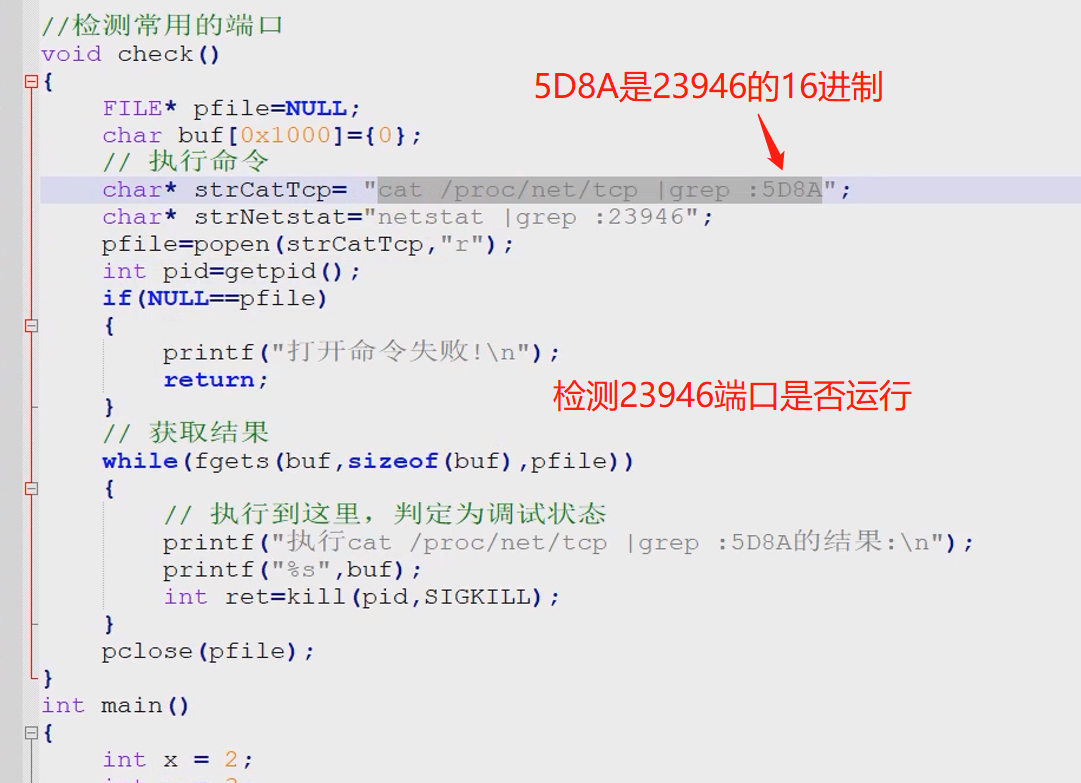 //检测常用的端口
void check()
{
5D8A是23946的16进制
FILE* pfile=NULL;
char buf[0x1000]={0};
// 执行命令
char* strCatTcp= "cat /proc/net/tcp |grep :5D8A";
char* strNetstat="netstat |grep :23946";
pfile=popen(strCatTcp,"r");
int pid=getpid();
if(NULL==pfile)
{
printf("打开命令失败!\n");
return;
检测23946端口是否运行
}
// 获取结果
while(fgets(buf,sizeof(buf),pfile))
{
// 执行到这里，判定为调试状态
printf("执行cat /proc/net/tcp |grep :5D8A的结果:\n");
printf("%s",buf);
int ret=kill(pid,SIGKILL);
}
pclose(pfile);
}
int main()
{
int x = 2;